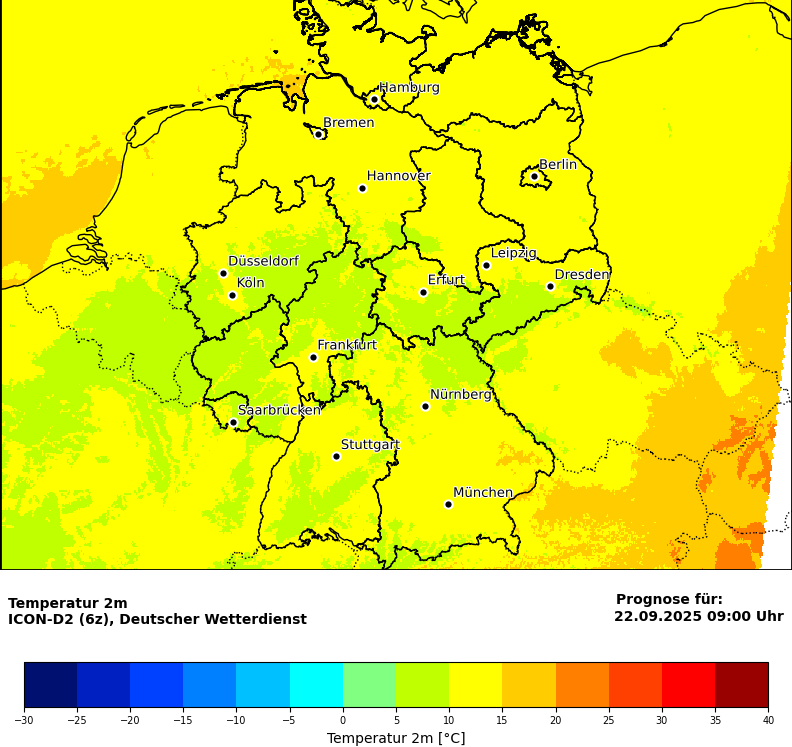 Hamburg
Bremen
Berlin
Hannover
Leipzig
Düsseldorf
Dresden
Köln
Erfurt
Frankfurt
Nürnberg
Saarbrücken
Stuttgart
München
Temperatur 2m
ICON-D2 (6z), Deutscher Wetterdienst
Prognose für:
22.09.2025 09:00 Uhr
−30 −25 −20 −15 −10 −5 0 5 10 15 20 25 30 35 40
Temperatur 2m [°C]